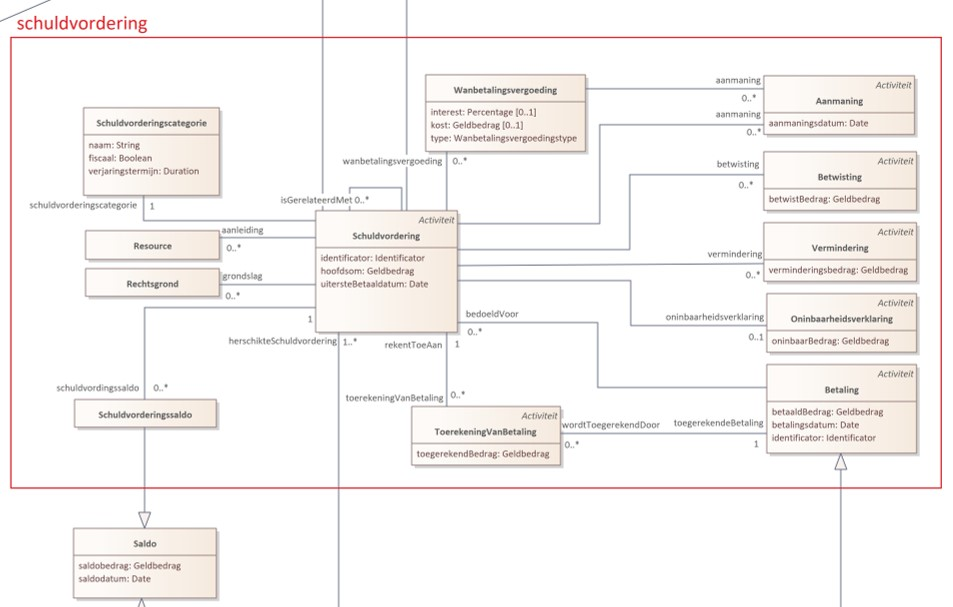 schuldvordering
Schuldvorderingscategorie
naam: String
fiscaal: Boolean
verjaringstermijn: Duration
schuldvorderingscategorie
1
Wanbetalingsvergoeding
interest: Percentage [0..1]
kost: Geldbedrag [0..1]
type: Wanbetalingsvergoedingstype
wanbetalingsvergoeding
0..*
aanmaning
0..*
aanmaning
0..*
Activiteit
Aanmaning
aanmaningsdatum: Date
betwisting
0..*
Activiteit
Betwisting
betwistBedrag: Geldbedrag
isGerelateerdMet 0..*
Activiteit
Schuldvordering
identificator: Identificator
hoofdsom: Geldbedrag
uitersteBetaaldatum: Date
Resource
aanleiding
0..*
Rechtsgrond
grondslag
0..*
vermindering
0..*
Activiteit
Vermindering
verminderingsbedrag: Geldbedrag
oninbaarheidsverklaring
0..1
Activiteit
Oninbaarheidsverklaring
oninbaarBedrag: Geldbedrag
1
herschikteSchuldvordering
1..*
rekentToeAan
1
bedoeldVoor
0..*
schuldvordingssaldo
0..*
Schuldvorderingssaldo
toerekeningVanBetaling
0..*
Activiteit
ToerekeningVanBetaling
toegerekendBedrag: Geldbedrag
wordtToegerekendDoor
0..*
toegerekendeBetaling
1
Activiteit
Betaling
betaaldBedrag: Geldbedrag
betalingsdatum: Date
identificator: Identificator
Saldo
saldobedrag: Geldbedrag
saldodatum: Date